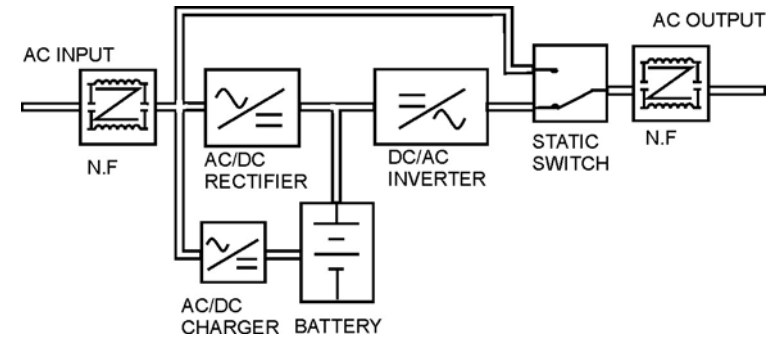 AC INPUT
AC OUTPUT
N.F
AC/DC
RECTIFIER
DC/AC
INVERTER
STATIC
SWITCH
N.F
AC/DC
CHARGER
BATTERY